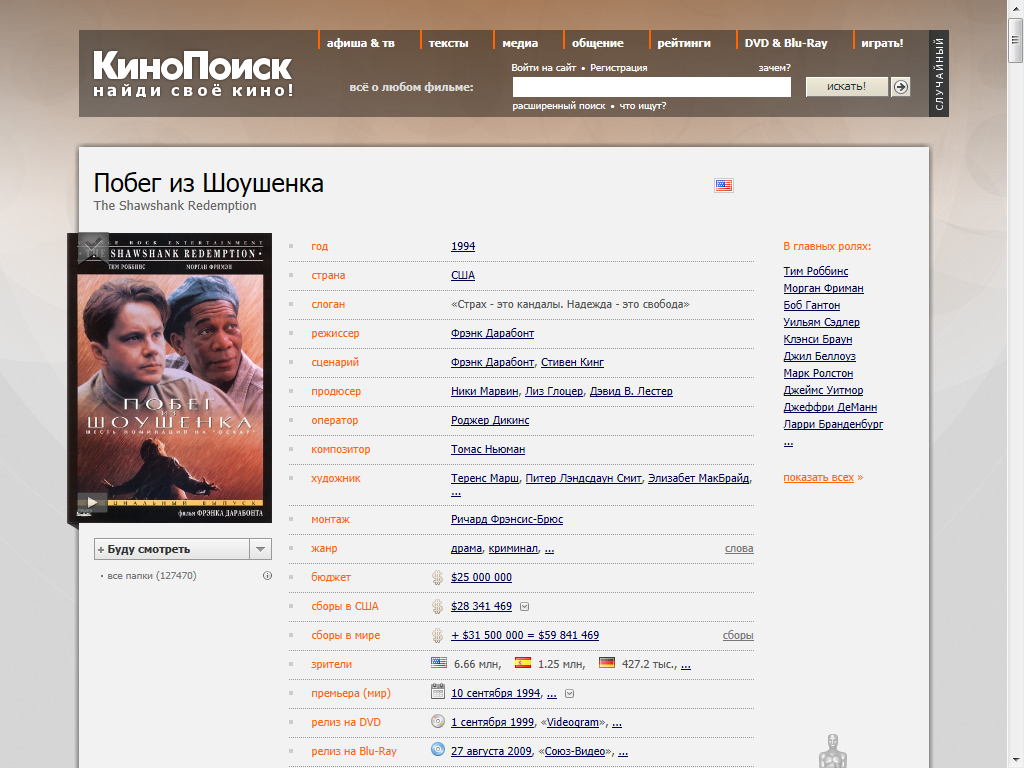 афиша & тв
тексты
медиа
общение
рейтинги
DVD & Blu-Ray
играть!
СЛУЧАЙНЫЙ
КиноПоиск
найди своё кино!
Войти на сайт • Регистрация
зачем?
всё о любом фильме:
искать!
расширенный поиск • что ищут?
Побег из Шоушенка
The Shawshank Redemption
THE SHAWSHANK REDEMPTION
ТИМ РОББИНС
МОРГАН ФРИМЭН
ПОБЕГ
ИЗ
ШОУШЕНКА
ШЕСТЬ НОМИНАЦИЙ НА "ОСКАР"
фильм ФРЭНКА ДАРАБОНТА
+ Буду смотреть
• все папки (127470)
год 1994
страна США
слоган «Страх - это кандалы. Надежда - это свобода»
режиссер Фрэнк Дарабонт
сценарий Фрэнк Дарабонт, Стивен Кинг
продюсер Ники Марвин, Лиз Глоцер, Дэвид В. Лестер
оператор Роджер Дикинс
композитор Томас Ньюман
художник Теренс Марш, Питер Лэндсдаун Смит, Элизабет МакБрайд,
...
монтаж Ричард Фрэнсис-Брюс
жанр драма, криминал, ... слова
бюджет $25 000 000
сборы в США $28 341 469
сборы в мире + $31 500 000 = $59 841 469 сборы
зрители 6.66 млн, 1.25 млн, 427.2 тыс., ...
премьера (мир) 10 сентября 1994, ...
релиз на DVD 1 сентября 1999, «Videogram», ...
релиз на Blu-Ray 27 августа 2009, «Союз-Видео», ...
В главных ролях:
Тим Роббинс
Морган Фриман
Боб Гантон
Уильям Сэдлер
Клэнси Браун
Джил Беллоуз
Марк Ролстон
Джеймс Уитмор
Джеффри ДеМанн
Ларри Бранденбург
...
показать всех »